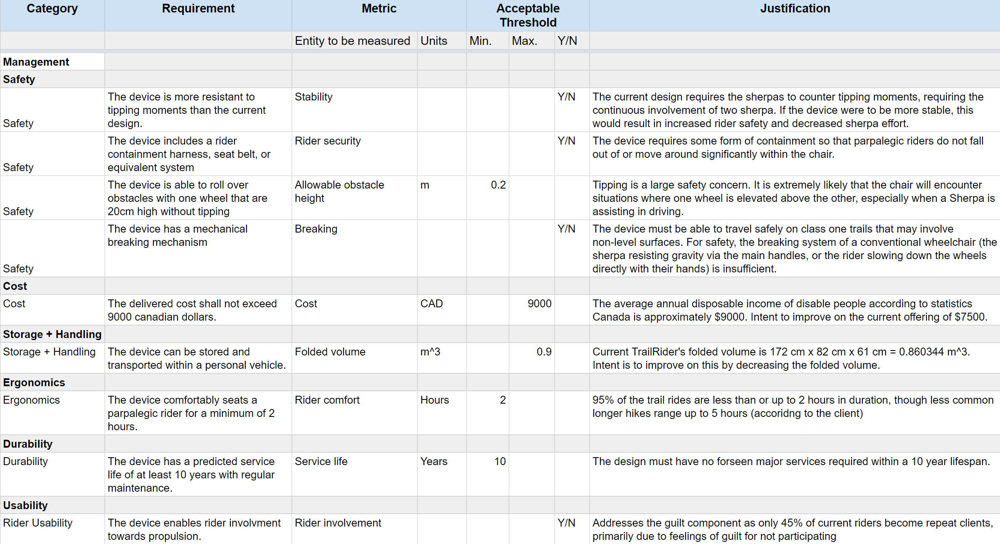 Category Requirement Metric Acceptable Justification
Threshold
Entity to be measured Units Min. Max. Y/N
Management
Safety
The device is more resistant to Stability Y/N The current design requires the sherpas to counter tipping moments, requiring the
tipping moments than the current continuous involvement of two sherpa. If the device were to be more stable, this
Safety design. would result in increased rider safety and decreased sherpa effort.
The device includes a rider Rider security Y/N The device requires some form of containment so that parpalegic riders do not fall
containment harness, seat belt, or out of or move around significantly within the chair.
Safety equivalent system
The device is able to roll over Allowable obstacle m 0.2 Tipping is a large safety concern. It is extremely likely that the chair will encounter
obstacles with one wheel that are height situations where one wheel is elevated above the other, especially when a Sherpa is
Safety 20cm high without tipping assisting in driving.
The device has a mechanical Breaking Y/N The device must be able to travel safely on class one trails that may involve
breaking mechanism non-level surfaces. For safety, the breaking system of a conventional wheelchair (the
sherpa resisting gravity via the main handles, or the rider slowing down the wheels
Safety directly with their hands) is insufficient.
Cost
Cost The delivered cost shall not exceed Cost CAD 9000 The average annual disposable income of disable people according to statistics
9000 canadian dollars. Canada is approximately $9000. Intent to improve on the current offering of $7500.
Storage + Handling
Storage + Handling The device can be stored and Folded volume m^3 0.9 Current TrailRider's folded volume is 172 cm x 82 cm x 61 cm = 0.860344 m^3.
transported within a personal vehicle. Intent is to improve on this by decreasing the folded volume.
Ergonomics
Ergonomics The device comfortably seats a Rider comfort Hours 2 95% of the trail rides are less than or up to 2 hours in duration, though less common
parpalegic rider for a minimum of 2 longer hikes range up to 5 hours (accoridng to the client)
hours.
Durability
Durability The device has a predicted service Service life Years 10 The design must have no forseen major services required within a 10 year lifespan.
life of at least 10 years with regular
maintenance.
Usability
Rider Usability The device enables rider involvment Rider involvement Y/N Addresses the guilt component as only 45% of current riders become repeat clients,
towards propulsion. primarily due to feelings of guilt for not participating